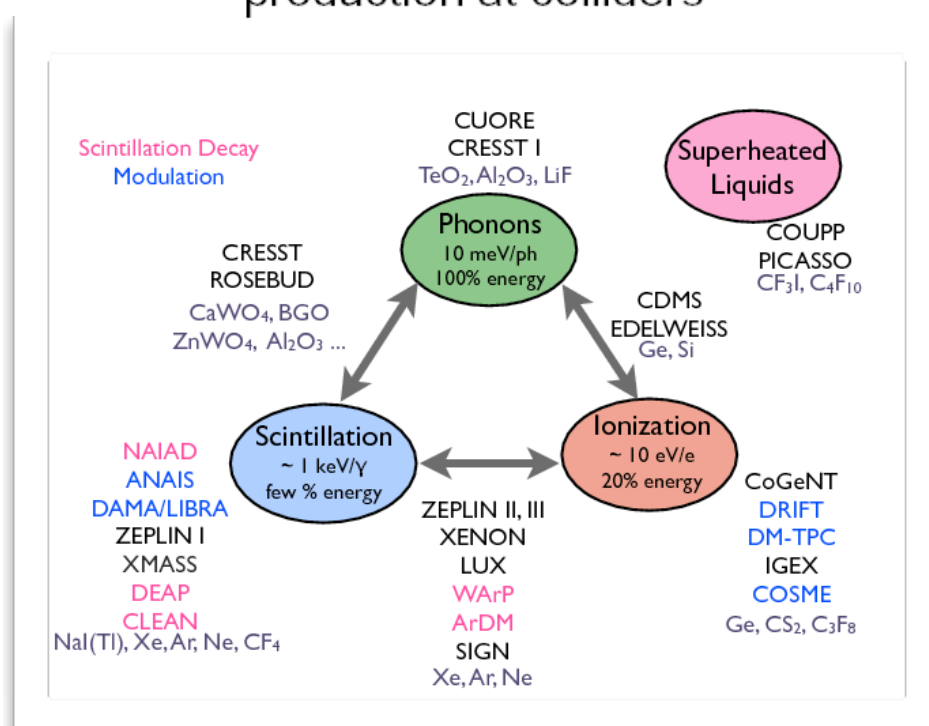 production at colliders
Scintillation Decay
Modulation
CUORE
CRESST I
TeO₂, Al₂O₃, LiF
Superheated
Liquids
COUPP
PICASSO
CF₃I, C₄F₁₀
Phonons
10 meV/ph
100% energy
CRESST
ROSEBUD
CaWO₄, BGO
ZnWO₄, Al₂O₃ ...
CDMS
EDELWEISS
Ge, Si
Scintillation
~ 1 keV/γ
few % energy
Ionization
~ 10 eV/e
20% energy
NAIAD
ANAIS
DAMA/LIBRA
ZEPLIN I
XMASS
DEAP
CLEAN
NaI(Tl), Xe, Ar, Ne, CF₄
ZEPLIN II, III
XENON
LUX
WArP
ArDM
SIGN
Xe, Ar, Ne
CoGeNT
DRIFT
DM-TPC
IGEX
COSME
Ge, CS₂, C₃F₈